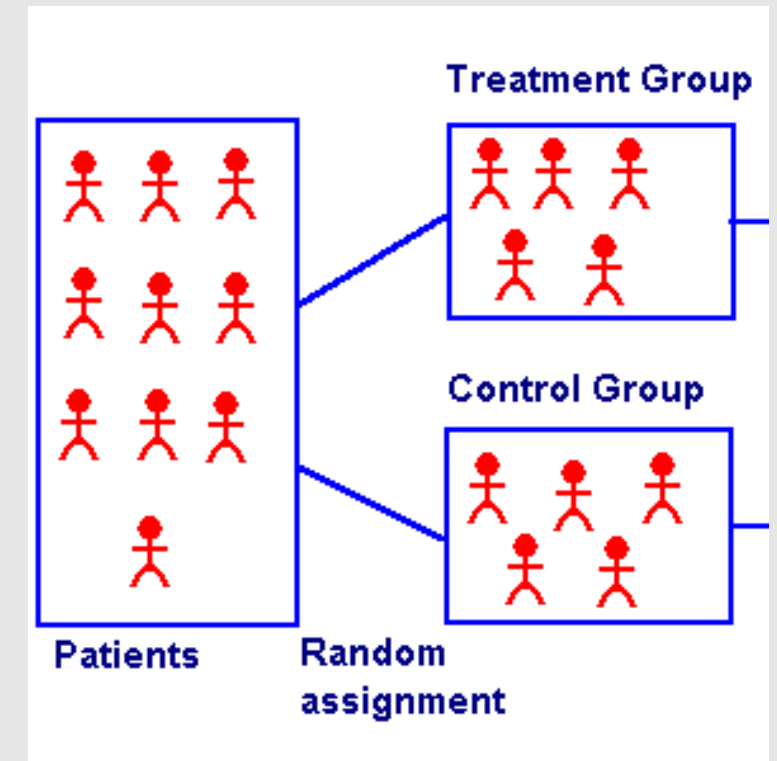 Treatment Group
Control Group
Patients
Random
assignment